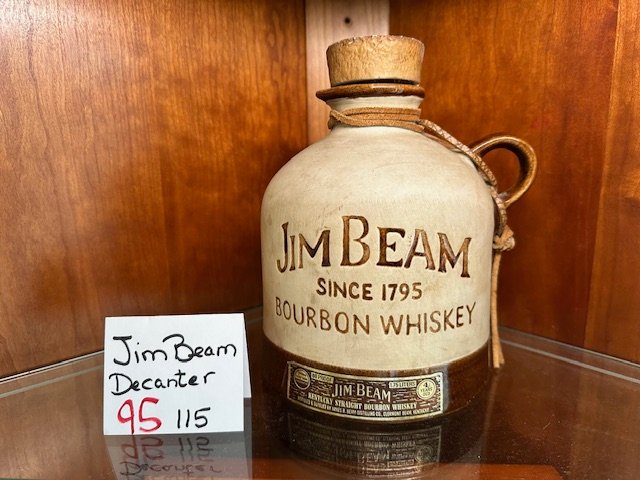 JIM BEAM
SINCE 1795
BOURBON WHISKEY
JIM BEAM
KENTUCKY STRAIGHT BOURBON WHISKEY
Jim Beam
Decanter
95 115